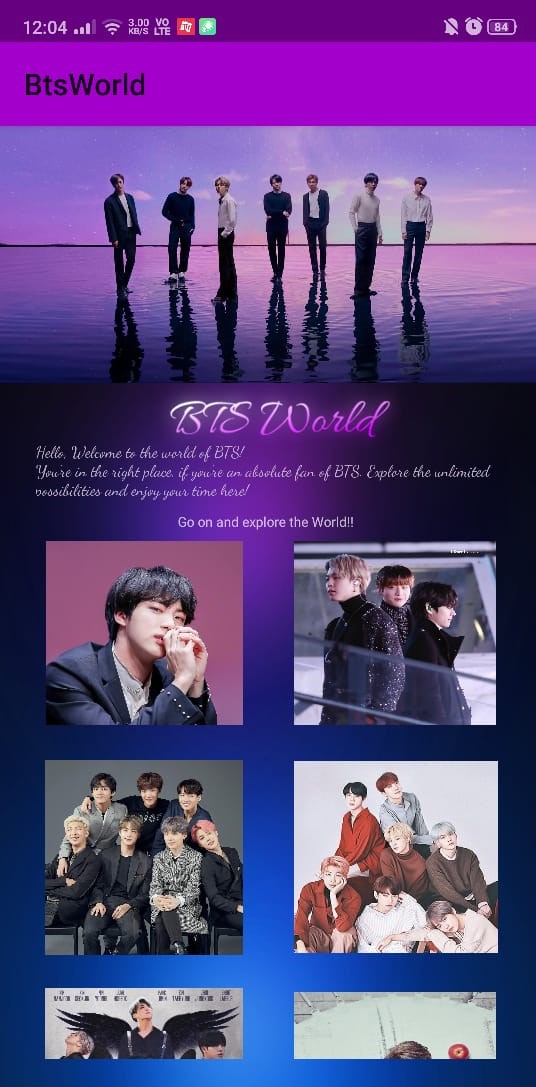 12:04
3.00
KB/S
VO
LTE
84
BtsWorld
BTS World
Hello, Welcome to the world of BTS!
You're in the right place, if you're an absolute fan of BTS. Explore the unlimited
possibilities and enjoy your time here!
Go on and explore the World!!